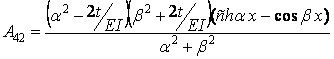 A₄₂ = (α² − 2t/EI)(β² + 2t/EI)(ñhαx − cos βx) / (α² + β²)